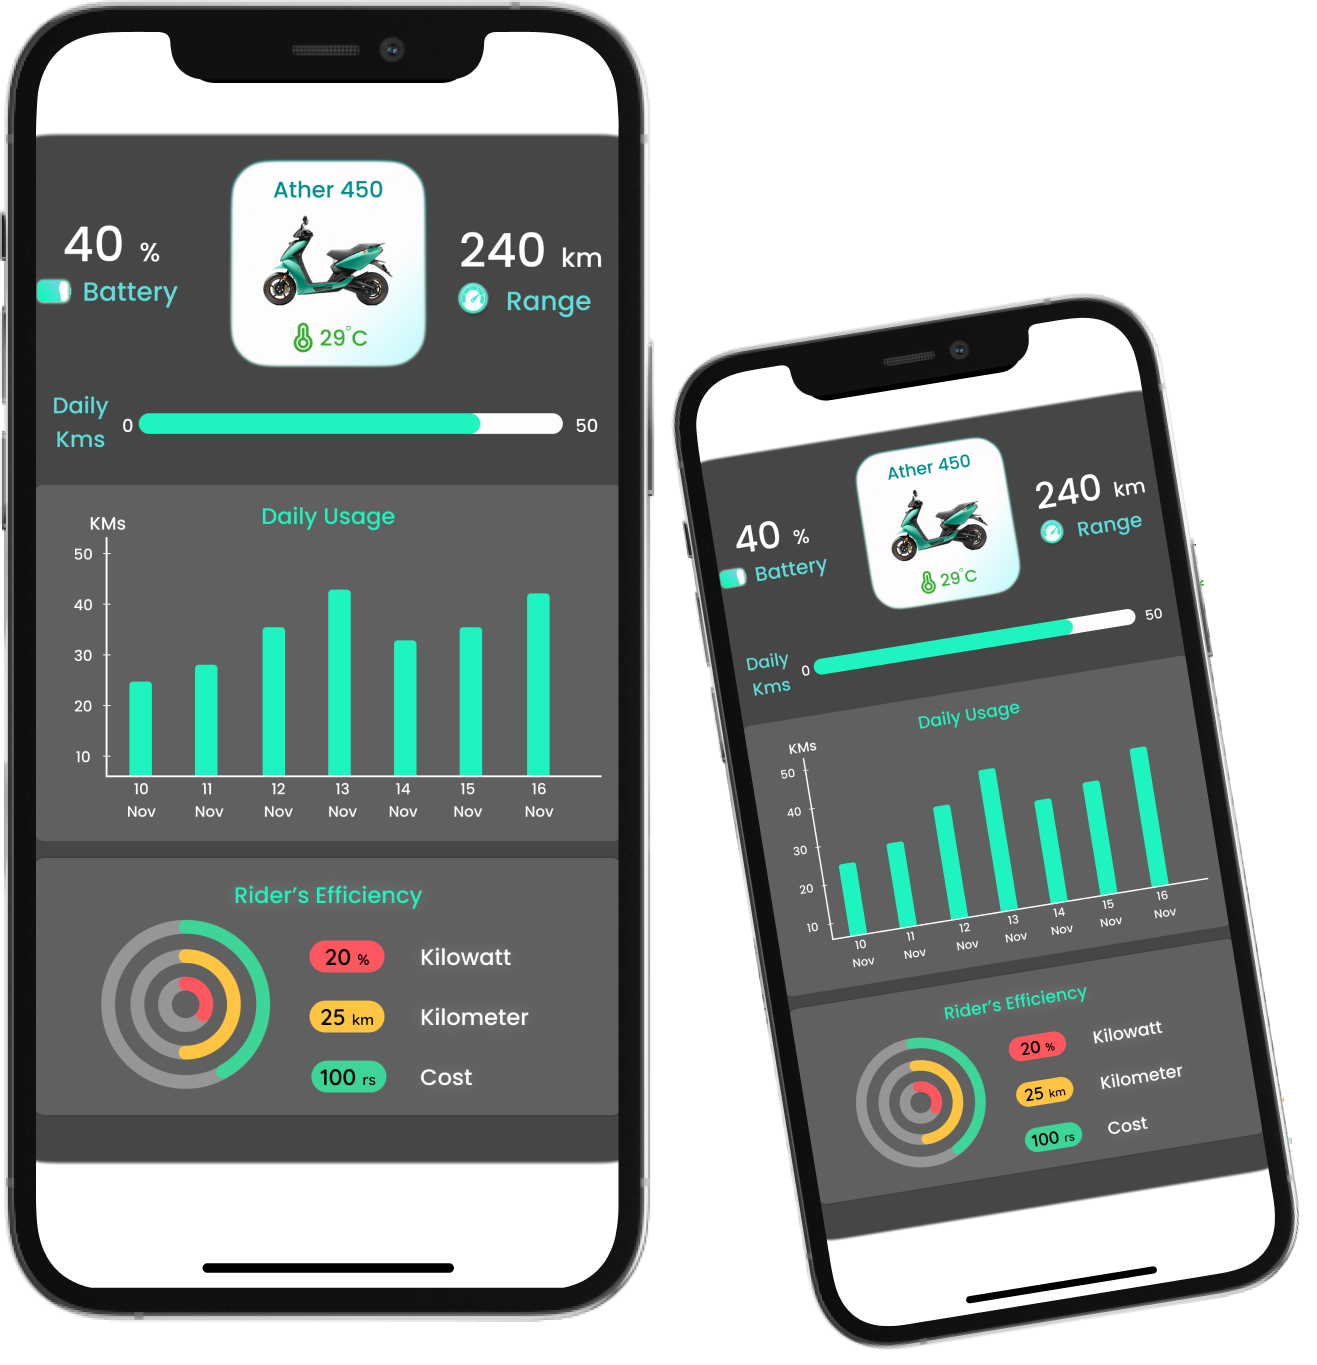 Ather 450
40 %
Battery
240 km
Range
29°C
Daily
Kms
0
50
Daily Usage
KMs
50
40
30
20
10
10 11 12 13 14 15 16
Nov Nov Nov Nov Nov Nov Nov
Rider’s Efficiency
20 % Kilowatt
25 km Kilometer
100 rs Cost
Ather 450
40 %
Battery
240 km
Range
29°C
Daily
Kms
0
50
Daily Usage
KMs
50
40
30
20
10
10 11 12 13 14 15 16
Nov Nov Nov Nov Nov Nov Nov
Rider’s Efficiency
20 % Kilowatt
25 km Kilometer
100 rs Cost